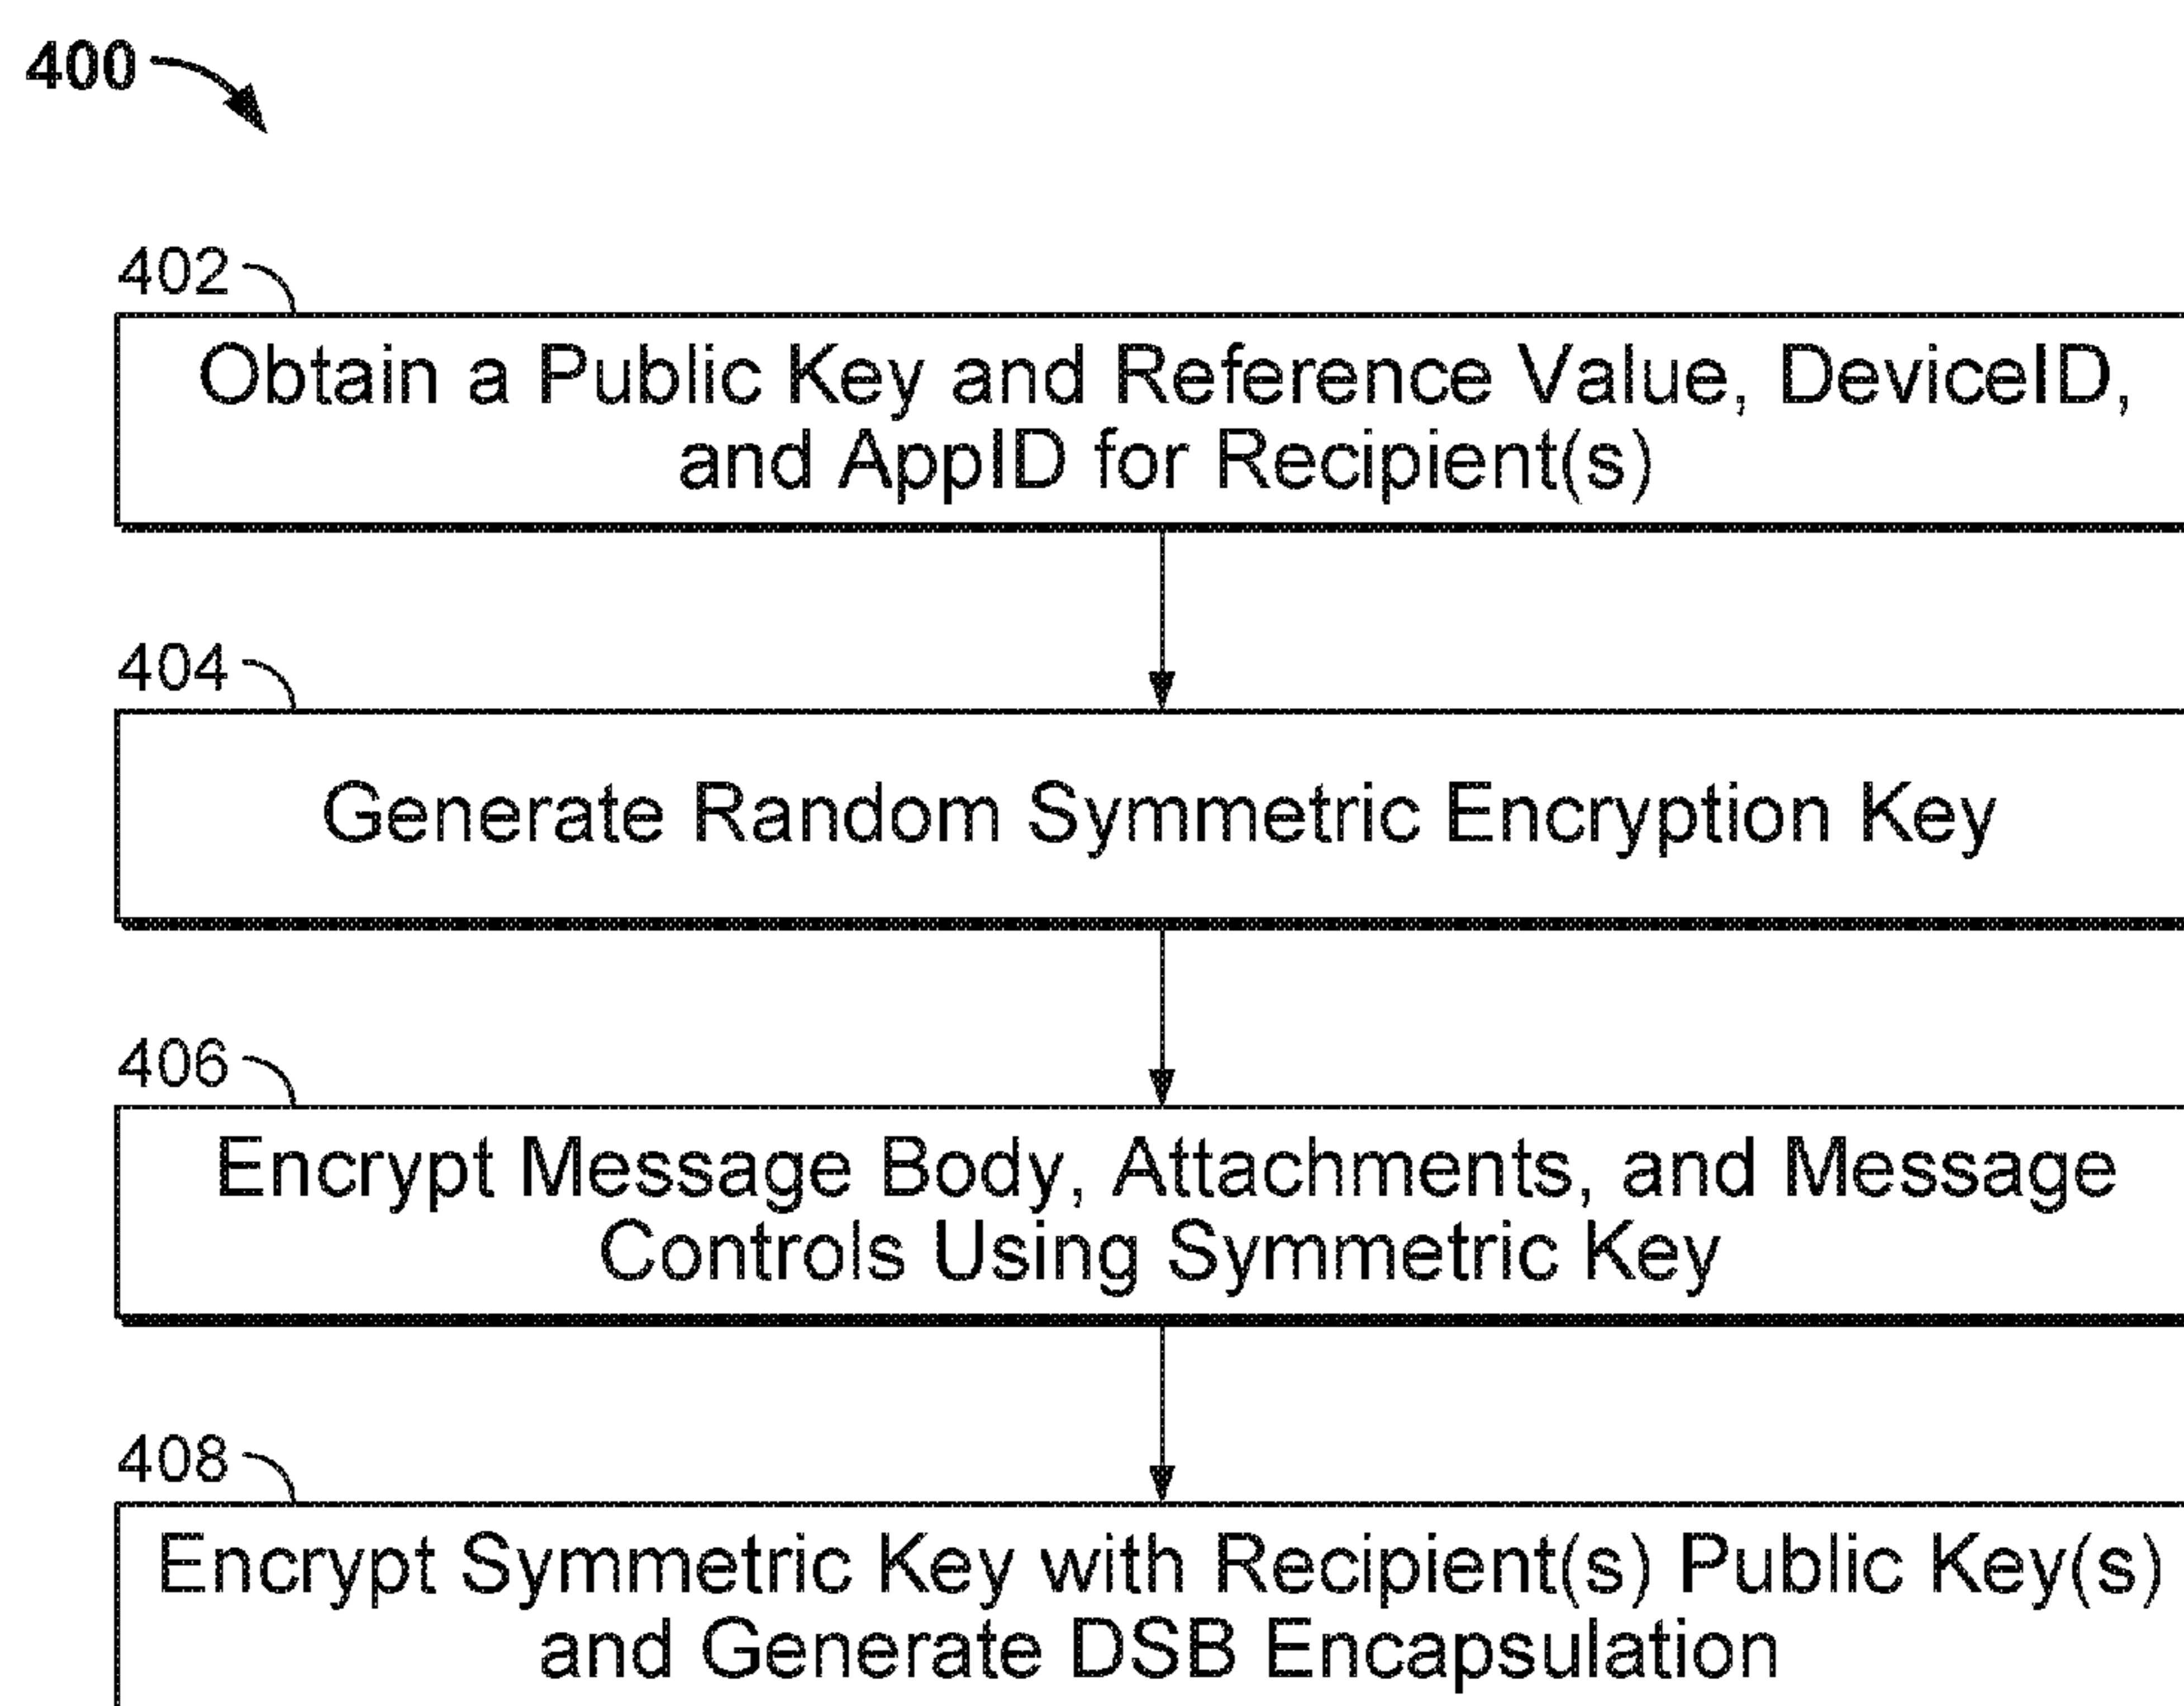 400
402
Obtain a Public Key and Reference Value, DeviceID,
and AppID for Recipient(s)
404
Generate Random Symmetric Encryption Key
406
Encrypt Message Body, Attachments, and Message
Controls Using Symmetric Key
408
Encrypt Symmetric Key with Recipient(s) Public Key(s)
and Generate DSB Encapsulation